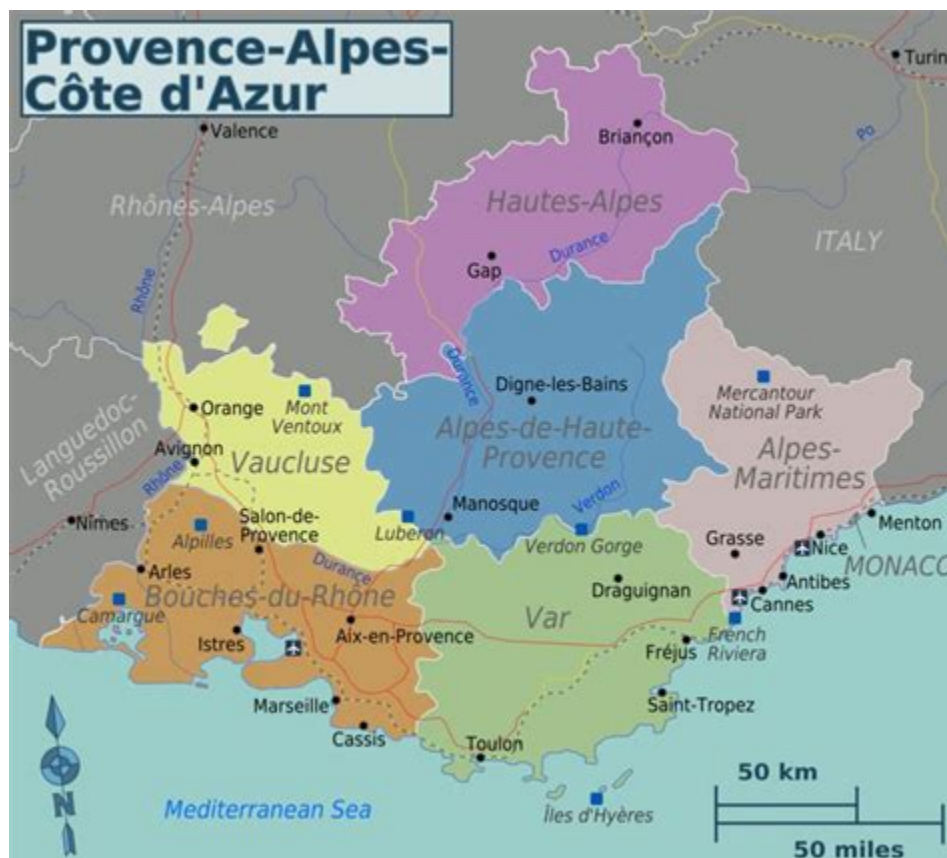 Provence-Alpes-
Côte d'Azur
Turin
Valence
Briançon
Po
Rhônes-Alpes
Hautes-Alpes
ITALY
Durance
Gap
Rhône
Durance
Digne-les-Bains
Mercantour
National Park
Orange
Mont
Ventoux
Languedoc-
Roussillon
Avignon
Vaucluse
Alpes-de-Haute-
Provence
Alpes-
Maritimes
Rhône
Manosque
Verdon
Menton
Nîmes
Salon-de-
Provence
Alpilles
Luberon
Verdon Gorge
Grasse
Nice
MONACO
Durance
Arles
Bouches-du-Rhône
Draguignan
Antibes
Cannes
Camargue
Var
Istres
Aix-en-Provence
Fréjus
French
Riviera
Marseille
Saint-Tropez
Cassis
Toulon
50 km
N
Mediterranean Sea
Îles d'Hyères
50 miles